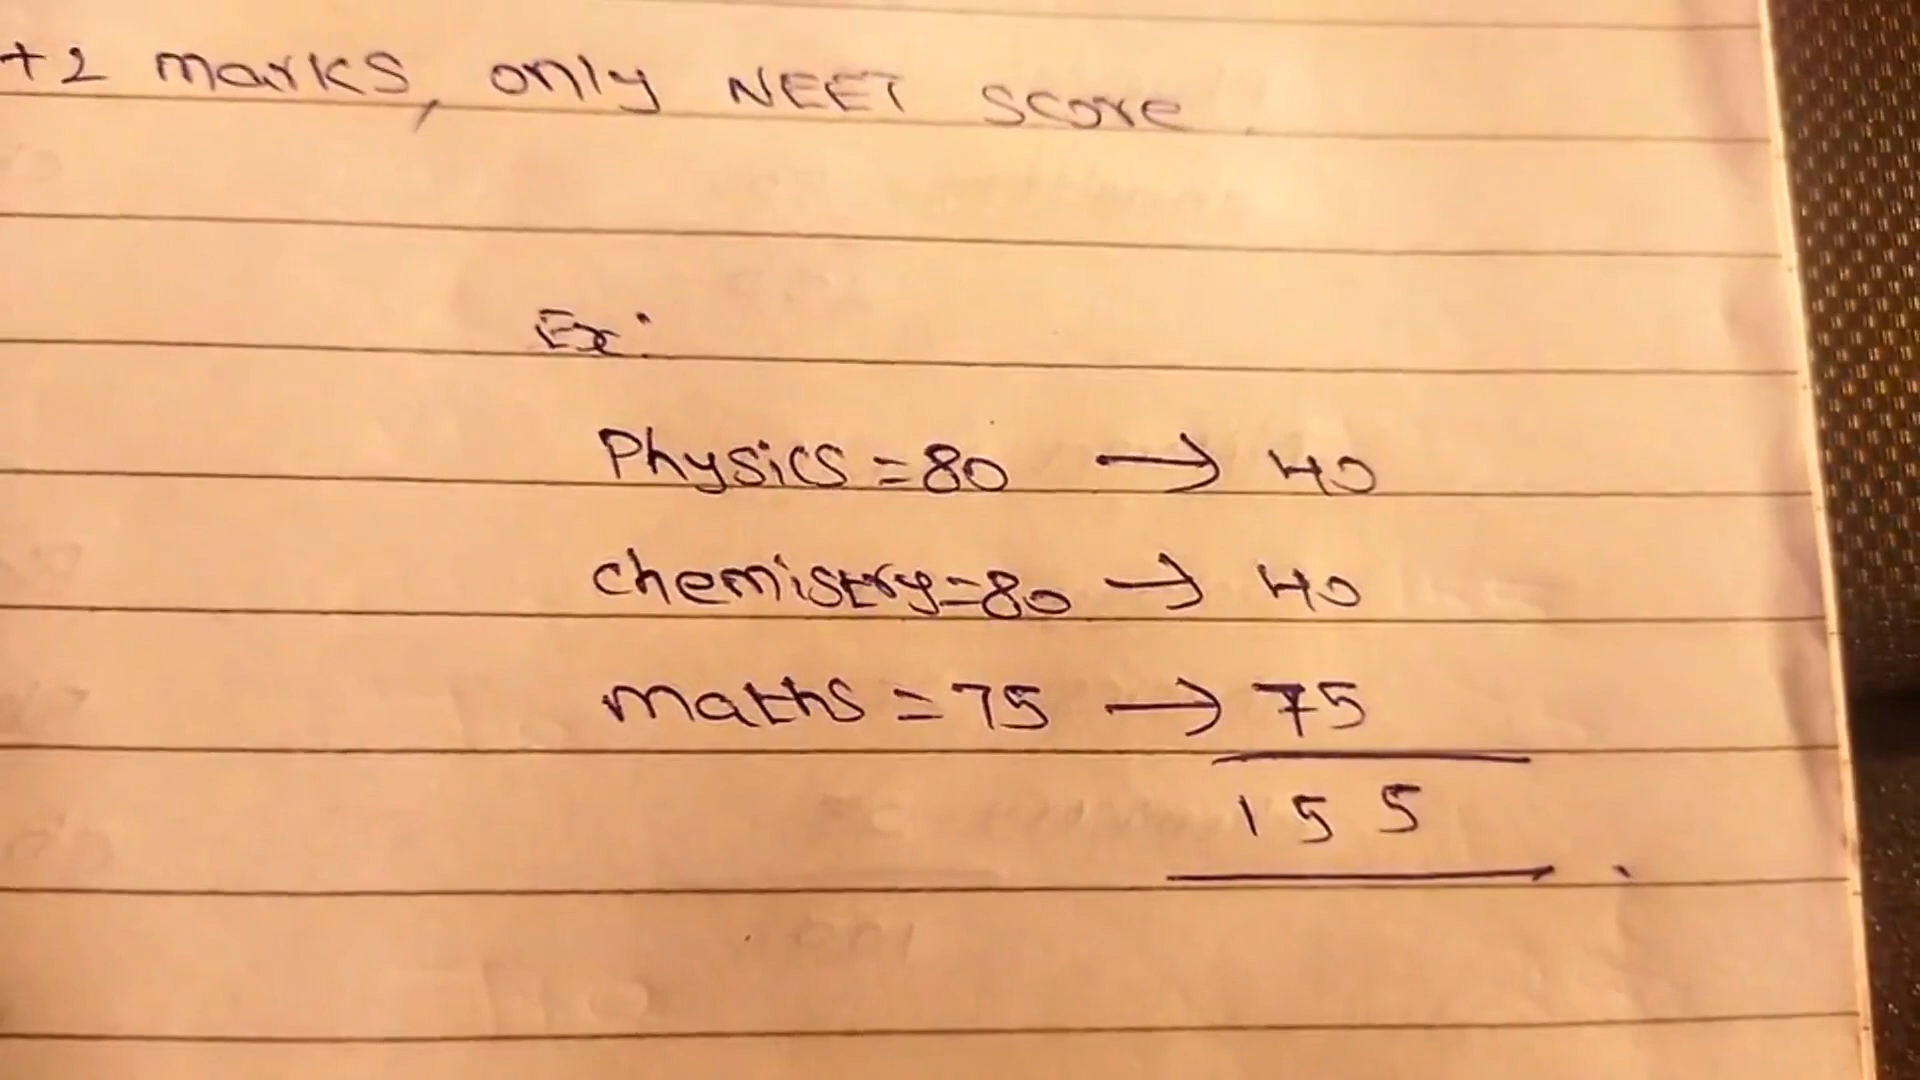 +2 marks, only NEET score.
Ex:
Physics = 80 → 40
chemistry = 80 → 40
maths = 75 → 75
155